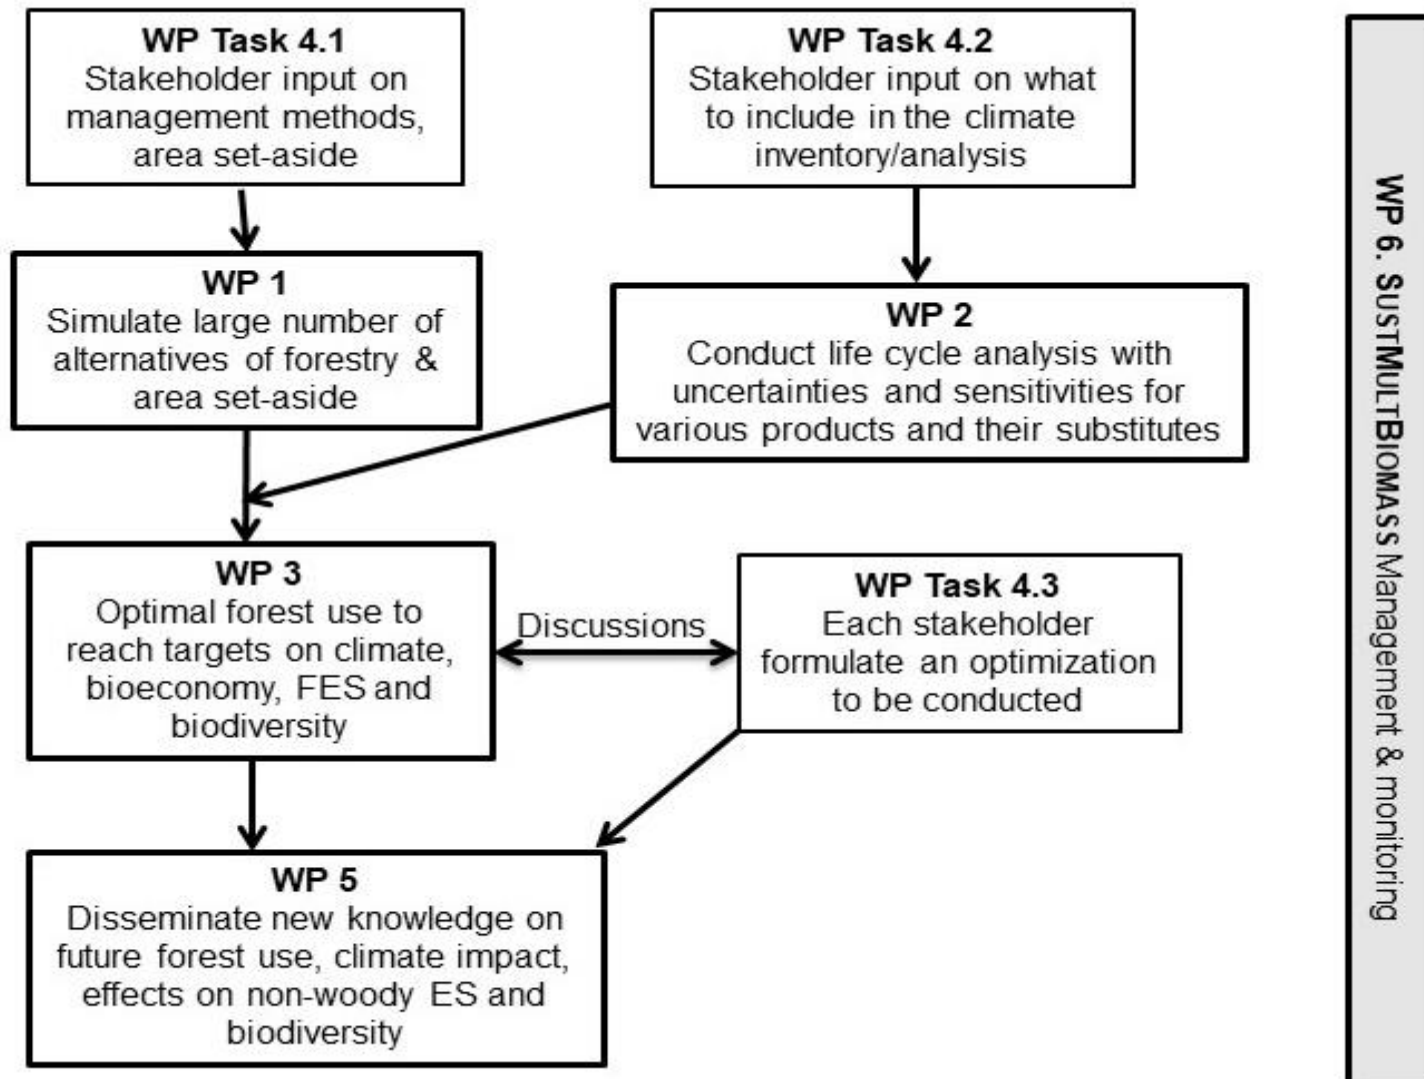 WP Task 4.1
Stakeholder input on
management methods,
area set-aside
WP Task 4.2
Stakeholder input on what
to include in the climate
inventory/analysis
WP 1
Simulate large number of
alternatives of forestry &
area set-aside
WP 2
Conduct life cycle analysis with
uncertainties and sensitivities for
various products and their substitutes
WP 3
Optimal forest use to
reach targets on climate,
bioeconomy, FES and
biodiversity
Discussions
WP Task 4.3
Each stakeholder
formulate an optimization
to be conducted
WP 5
Disseminate new knowledge on
future forest use, climate impact,
effects on non-woody ES and
biodiversity
WP 6. SUSTMULTBIOMASS Management & monitoring